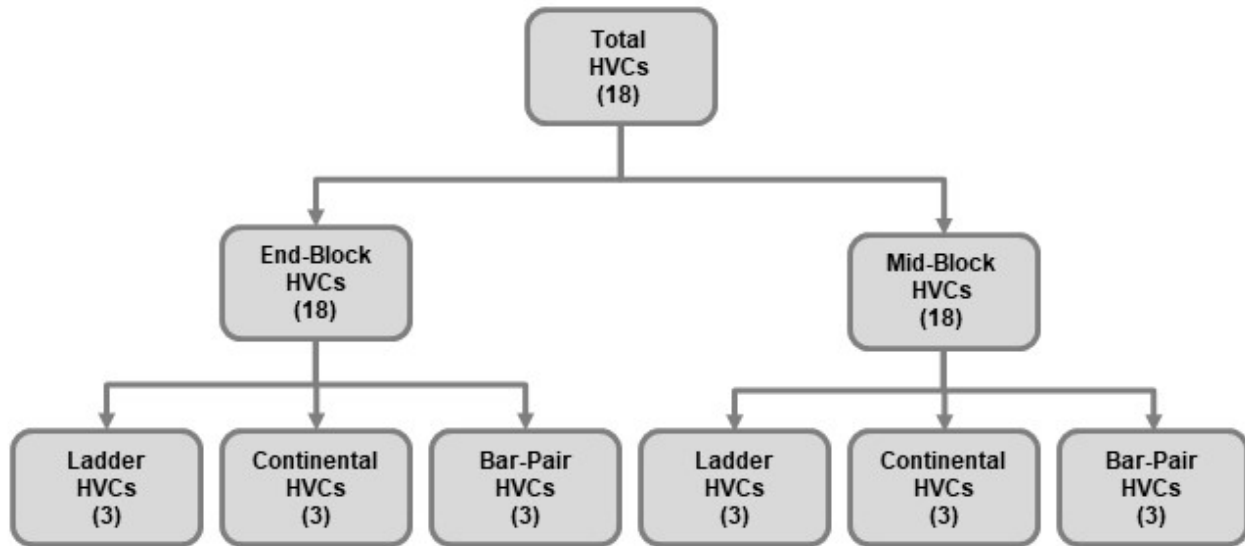 Total
HVCs
(18)
End-Block
HVCs
(18)
Mid-Block
HVCs
(18)
Ladder
HVCs
(3)
Continental
HVCs
(3)
Bar-Pair
HVCs
(3)
Ladder
HVCs
(3)
Continental
HVCs
(3)
Bar-Pair
HVCs
(3)